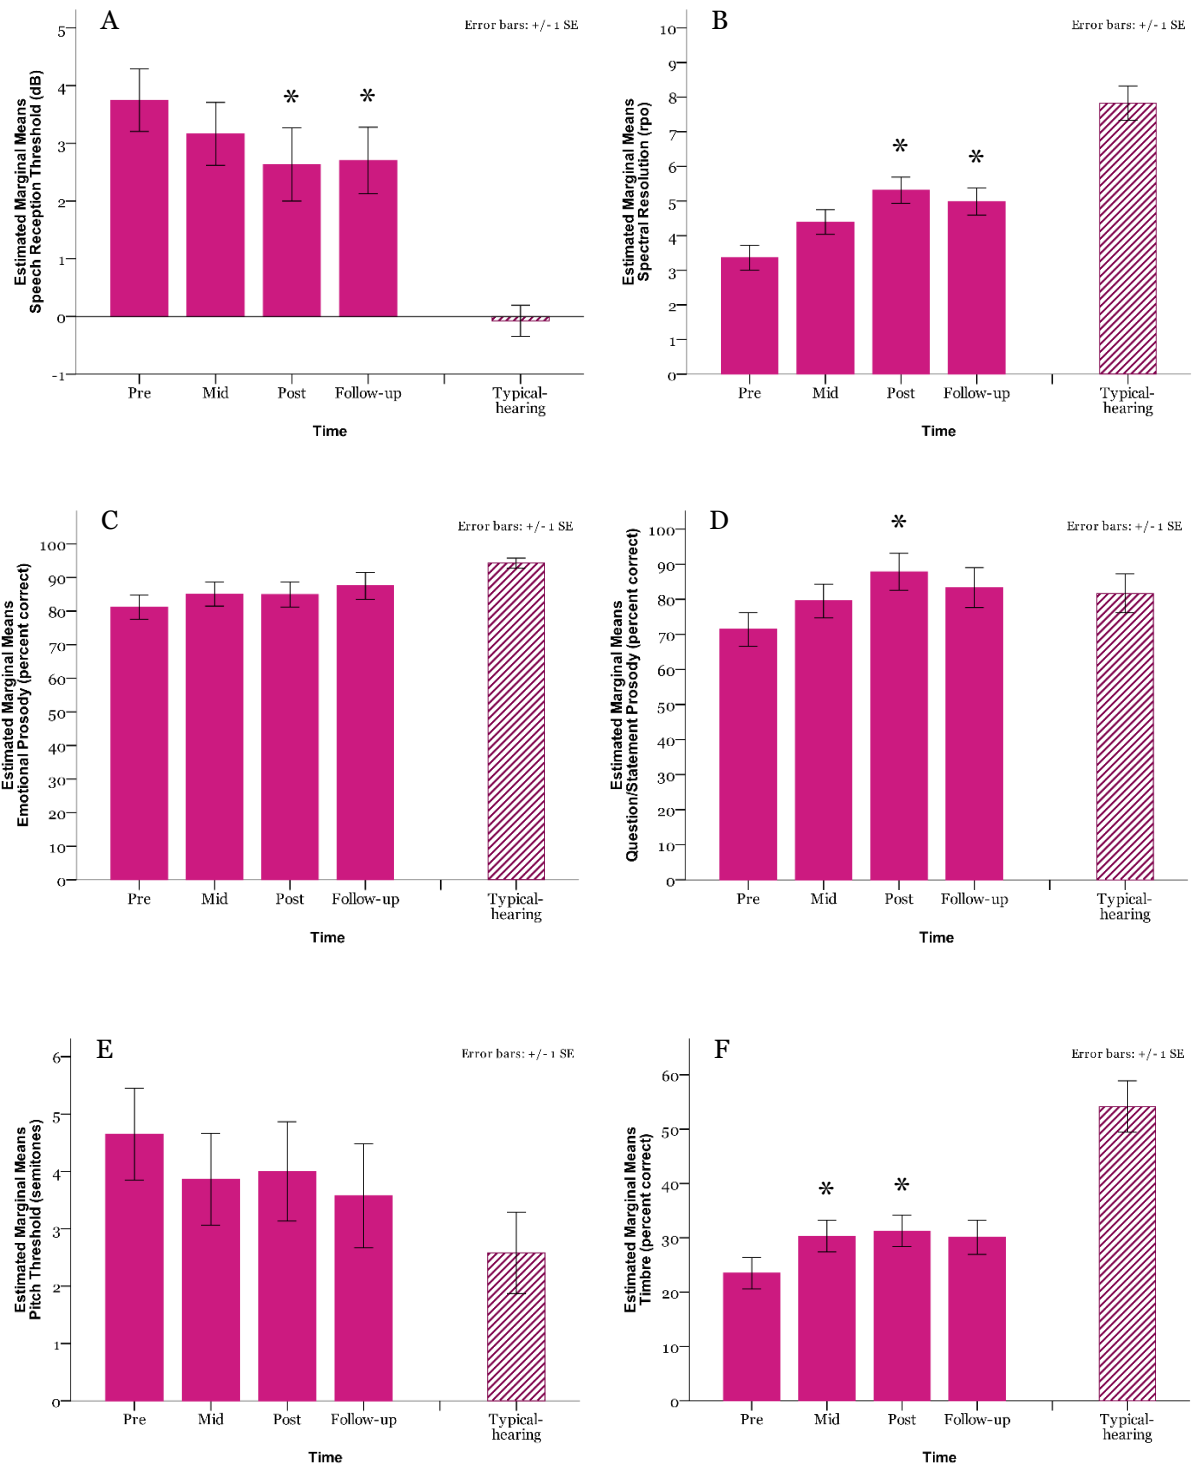 A
Error bars: +/- 1 SE
Estimated Marginal Means
Speech Reception Threshold (dB)
5
4
3
2
1
0
-1
*
*
Pre
Mid
Post
Follow-up
Typical-
hearing
Time
B
Error bars: +/- 1 SE
Estimated Marginal Means
Spectral Resolution (rpo)
10
9
8
7
6
5
4
3
2
1
0
*
*
Pre
Mid
Post
Follow-up
Typical-
hearing
Time
C
Error bars: +/- 1 SE
Estimated Marginal Means
Emotional Prosody (percent correct)
100
90
80
70
60
50
40
30
20
10
0
Pre
Mid
Post
Follow-up
Typical-
hearing
Time
D
Error bars: +/- 1 SE
Estimated Marginal Means
Question/Statement Prosody (percent correct)
100
90
80
70
60
50
40
30
20
10
0
*
Pre
Mid
Post
Follow-up
Typical-
hearing
Time
E
Error bars: +/- 1 SE
Estimated Marginal Means
Pitch Threshold (semitones)
6
5
4
3
2
1
0
Pre
Mid
Post
Follow-up
Typical-
hearing
Time
F
Error bars: +/- 1 SE
Estimated Marginal Means
Timbre (percent correct)
60
50
40
30
20
10
0
*
*
Pre
Mid
Post
Follow-up
Typical-
hearing
Time